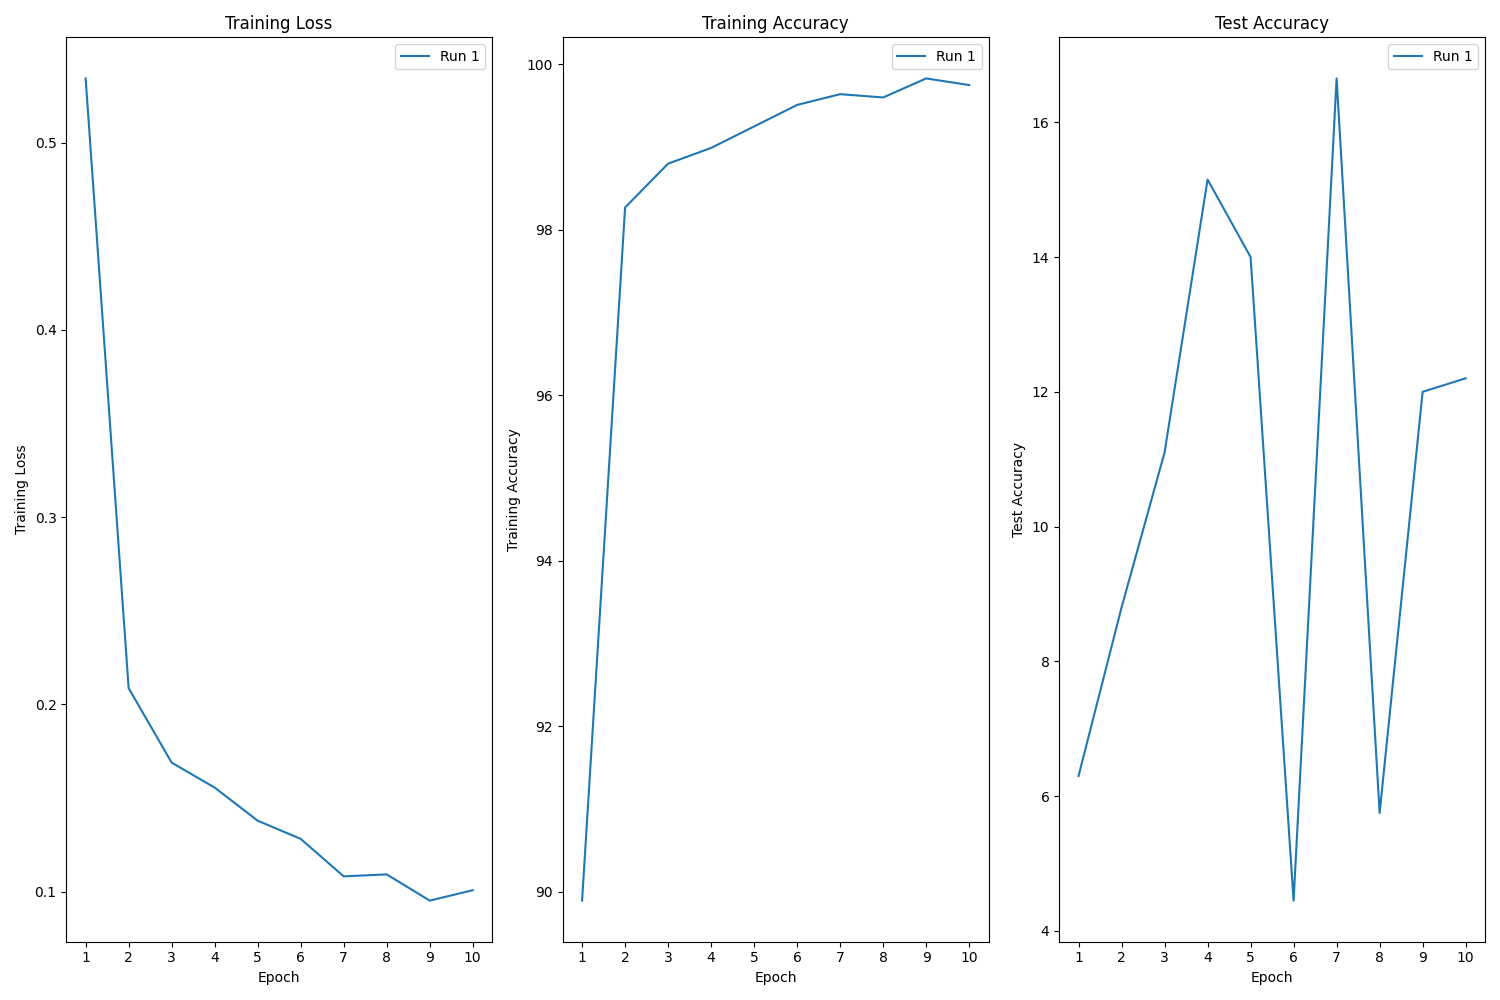 Training Loss
Run 1
0.5
0.4
0.3
0.2
0.1
Training Loss
1 2 3 4 5 6 7 8 9 10
Epoch
Training Accuracy
Run 1
100
98
96
94
92
90
Training Accuracy
1 2 3 4 5 6 7 8 9 10
Epoch
Test Accuracy
Run 1
16
14
12
10
8
6
4
Test Accuracy
1 2 3 4 5 6 7 8 9 10
Epoch